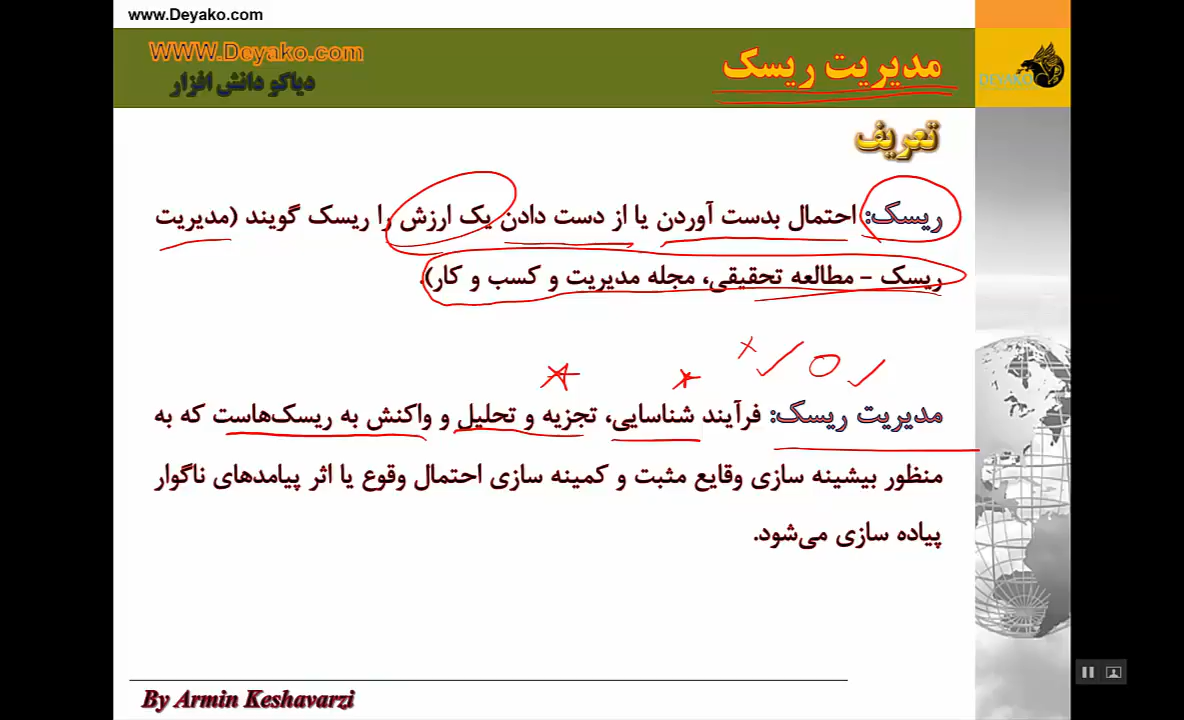 www.Deyako.com
WWW.Deyako.com
مدیریت ریسک
دیاکو دانش افزار
DEYAKO
تعریف
ریسک: احتمال بدست آوردن یا از دست دادن یک ارزش را ریسک گویند (مدیریت
ریسک – مطالعه تحقیقی، مجله مدیریت و کسب و کار).
مدیریت ریسک: فرآیند شناسایی، تجزیه و تحلیل و واکنش به ریسک‌هاست که به
منظور بیشینه سازی وقایع مثبت و کمینه سازی احتمال وقوع یا اثر پیامدهای ناگوار
پیاده سازی می‌شود.
By Armin Keshavarzi